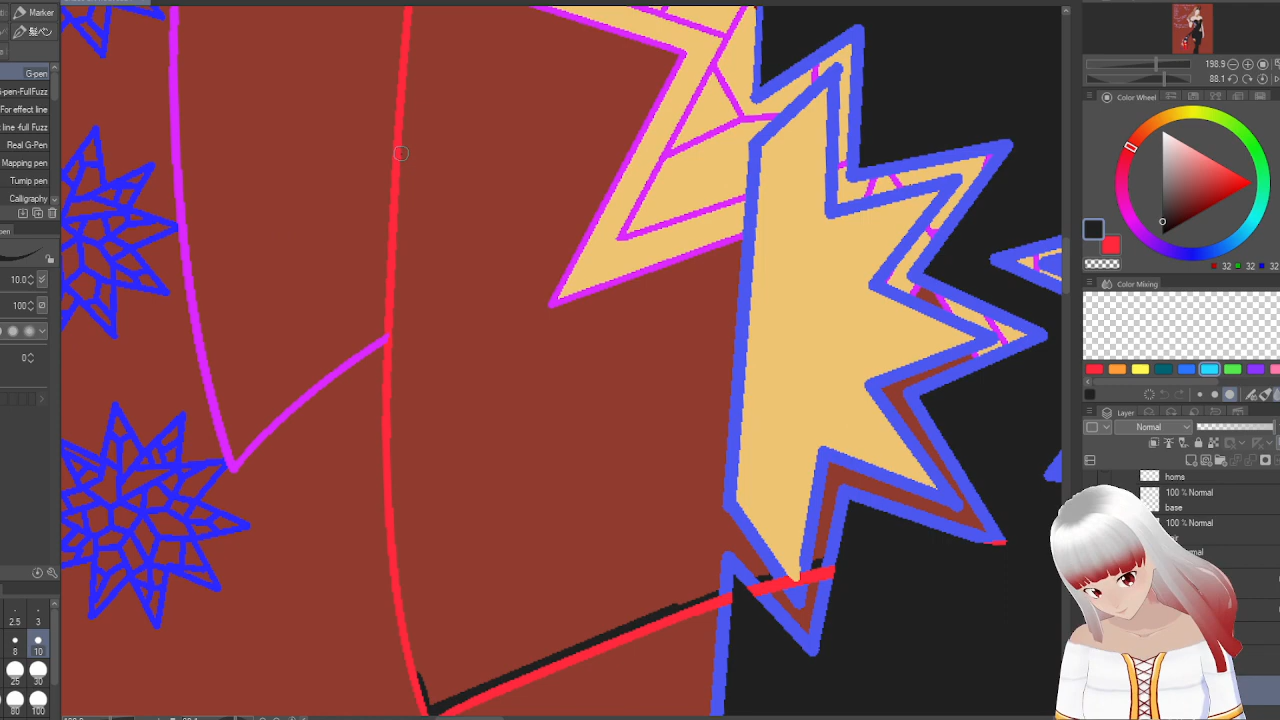 Marker
G-pen
-pen-FullFuzz
For effect line
line -full Fuzz
Real G-Pen
Mapping pen
Turnip pen
Calligraphy
pen
10.0
100
0
2.5 3
8 10
25 30
80 100
198.9
88.1
Color Wheel
32 32 32
Color Mixing
Layer
Normal
horns
100 % Normal
base
100 % Normal